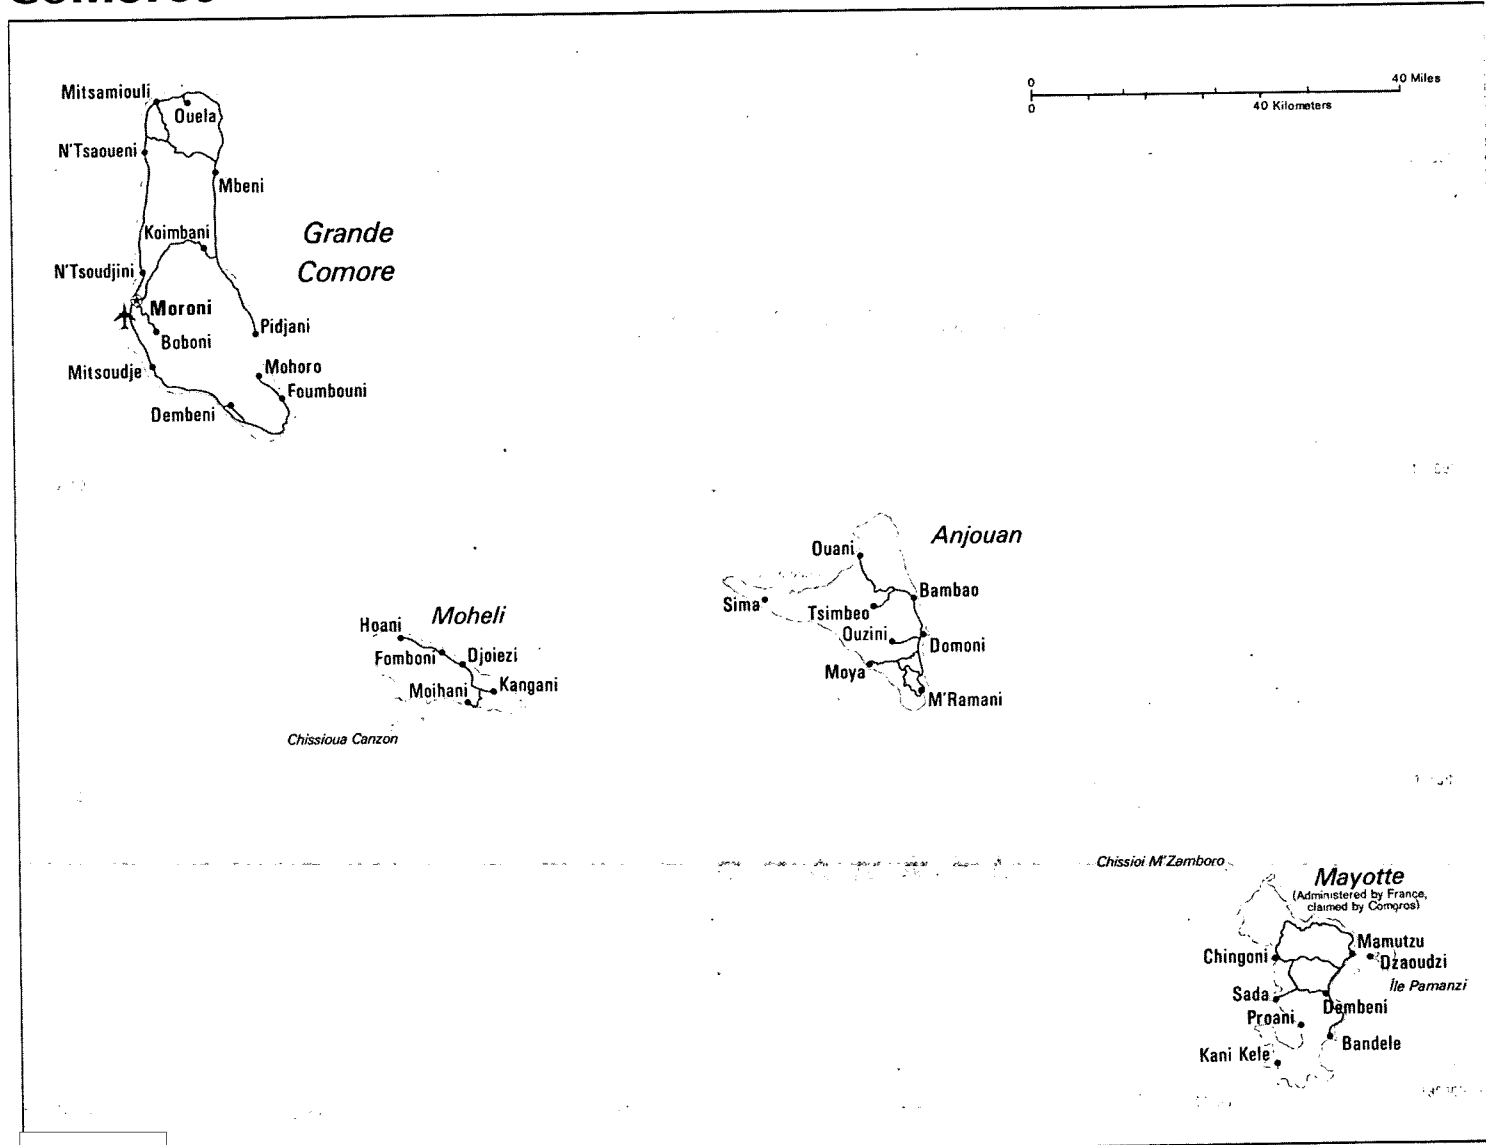 0
40 Miles
0
40 Kilometers
Mitsamiouli
Ouela
N'Tsaoueni
Mbeni
Koimbani
Grande
Comore
N'Tsoudjini
Moroni
Pidjani
Boboni
Mitsoudje
Mohoro
Foumbouni
Dembeni
Anjouan
Ouani
Bambao
Sima
Tsimbeo
Ouzini
Domoni
Moya
M'Ramani
Moheli
Hoani
Fomboni
Djoiezi
Moihani
Kangani
Chissioua Canzon
Chissioi M'Zamboro
Mayotte
(Administered by France,
claimed by Comoros)
Mamutzu
Chingoni
Dzaoudzi
Île Pamanzi
Sada
Dembeni
Proani
Bandele
Kani Kele